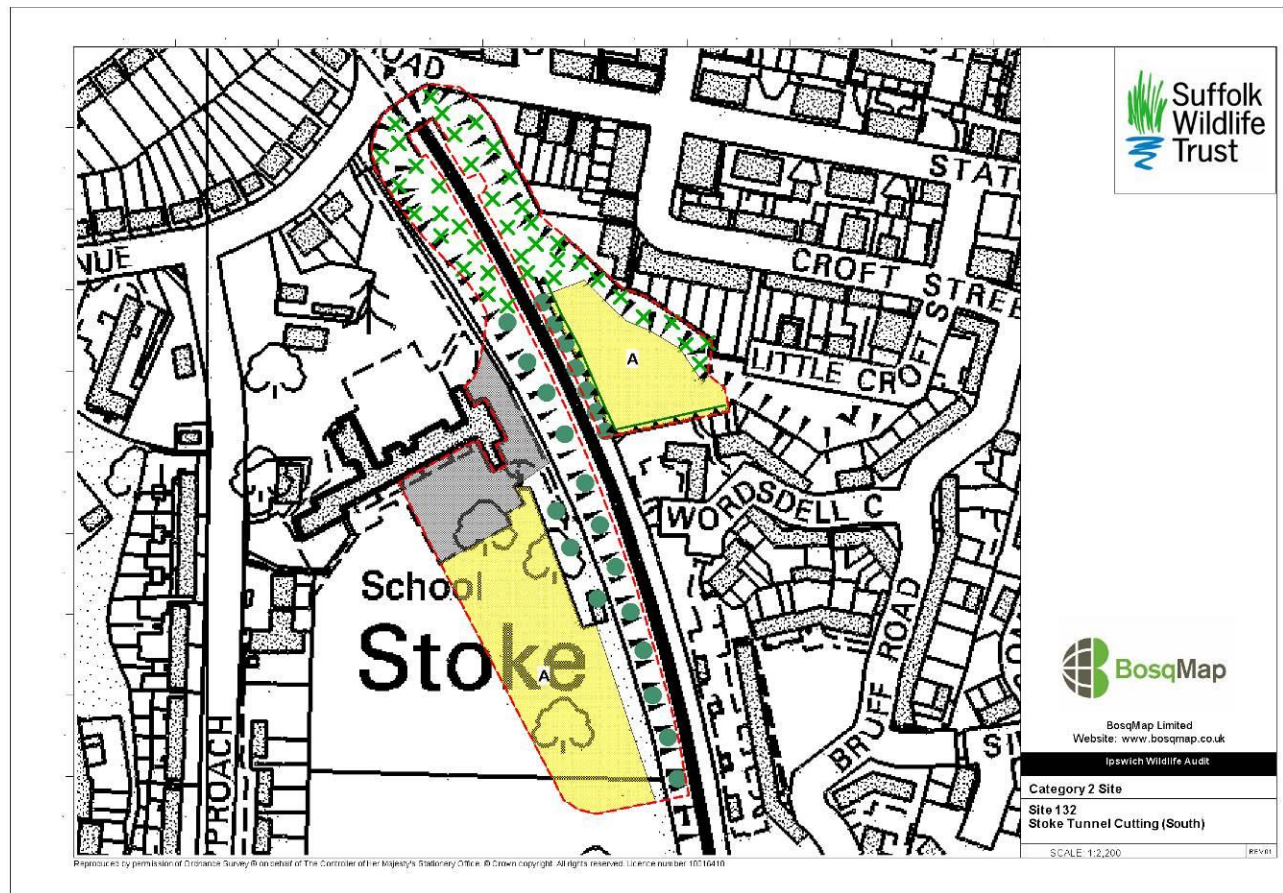 OAD
STAT
NUE
CROFT STREE
LITTLE CROFT S
A
WORDSDELL C
School
Stoke
A
PROACH
BRUFF ROAD
SI
Suffolk
Wildlife
Trust
BosqMap
BosqMap Limited
Website: www.bosqmap.co.uk
Ipswich Wildlife Audit
Category 2 Site
Site 132
Stoke Tunnel Cutting (South)
SCALE: 1:2,200
REV01
Reproduced by permission of Ordnance Survey ® on behalf of The Controller of Her Majesty's Stationery Office. © Crown copyright. All rights reserved. Licence number 10016410